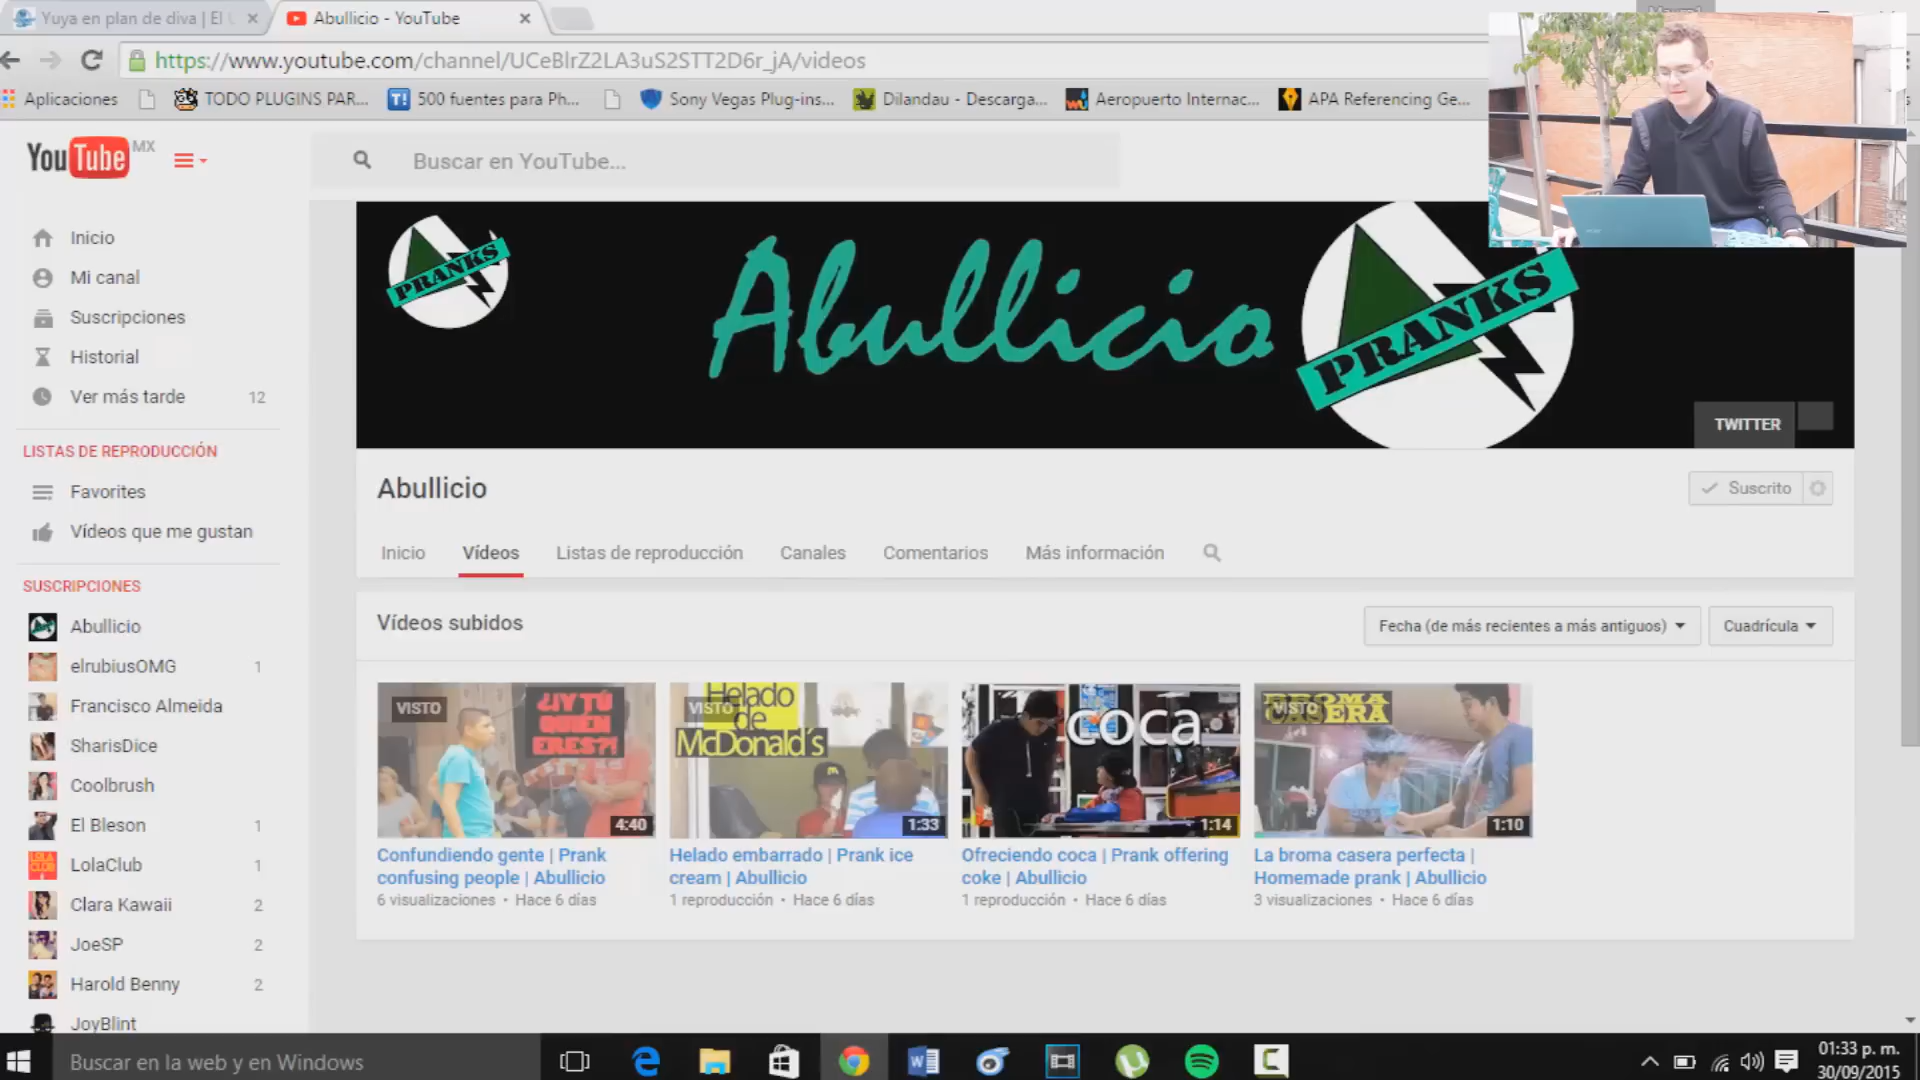 Yuya en plan de diva | El
Abullicio - YouTube
https://www.youtube.com/channel/UCeBlrZ2LA3uS2STT2D6r_jA/videos
Aplicaciones
TODO PLUGINS PAR...
500 fuentes para Ph...
Sony Vegas Plug-ins...
Dilandau - Descarga...
Aeropuerto Internac...
APA Referencing Ge...
YouTube MX
Buscar en YouTube...
Inicio
Mi canal
Suscripciones
Historial
Ver más tarde 12
LISTAS DE REPRODUCCIÓN
Favorites
Vídeos que me gustan
SUSCRIPCIONES
Abullicio
elrubiusOMG 1
Francisco Almeida
SharisDice
Coolbrush
El Bleson 1
LolaClub 1
Clara Kawaii 2
JoeSP 2
Harold Benny 2
JoyBlint
PRANKS
Abullicio
PRANKS
TWITTER
Abullicio
Suscrito
Inicio
Vídeos
Listas de reproducción
Canales
Comentarios
Más información
Vídeos subidos
Fecha (de más recientes a más antiguos)
Cuadrícula
VISTO
¿¡Y TÚ
QUIÉN
ERES?!
4:40
Confundiendo gente | Prank
confusing people | Abullicio
6 visualizaciones • Hace 6 días
VISTO
Helado
de
McDonald's
1:33
Helado embarrado | Prank ice
cream | Abullicio
1 reproducción • Hace 6 días
coca
1:14
Ofreciendo coca | Prank offering
coke | Abullicio
1 reproducción • Hace 6 días
VISTO
BROMA
CASERA
1:10
La broma casera perfecta |
Homemade prank | Abullicio
3 visualizaciones • Hace 6 días
Buscar en la web y en Windows
01:33 p. m.
30/09/2015